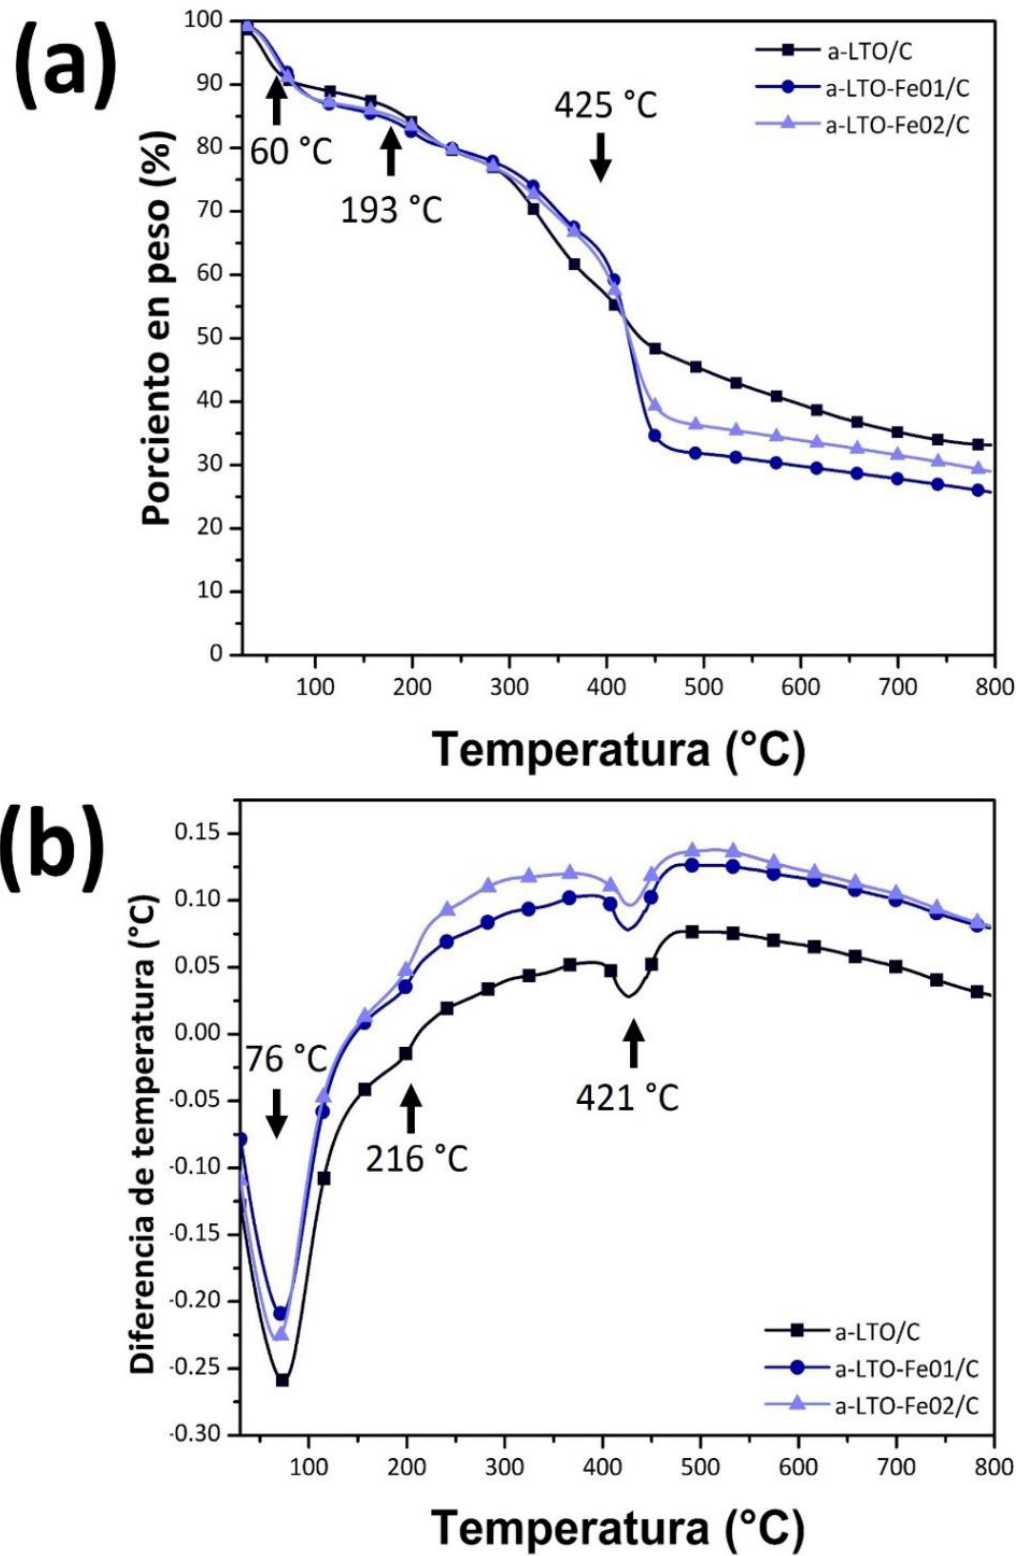 (a)
100
90
80
70
60
50
40
30
20
10
0
Porciento en peso (%)
a-LTO/C
a-LTO-Fe01/C
a-LTO-Fe02/C
60 °C
193 °C
425 °C
100 200 300 400 500 600 700 800
Temperatura (°C)
(b)
0.15
0.10
0.05
0.00
-0.05
-0.10
-0.15
-0.20
-0.25
-0.30
Diferencia de temperatura (°C)
76 °C
216 °C
421 °C
a-LTO/C
a-LTO-Fe01/C
a-LTO-Fe02/C
100 200 300 400 500 600 700 800
Temperatura (°C)